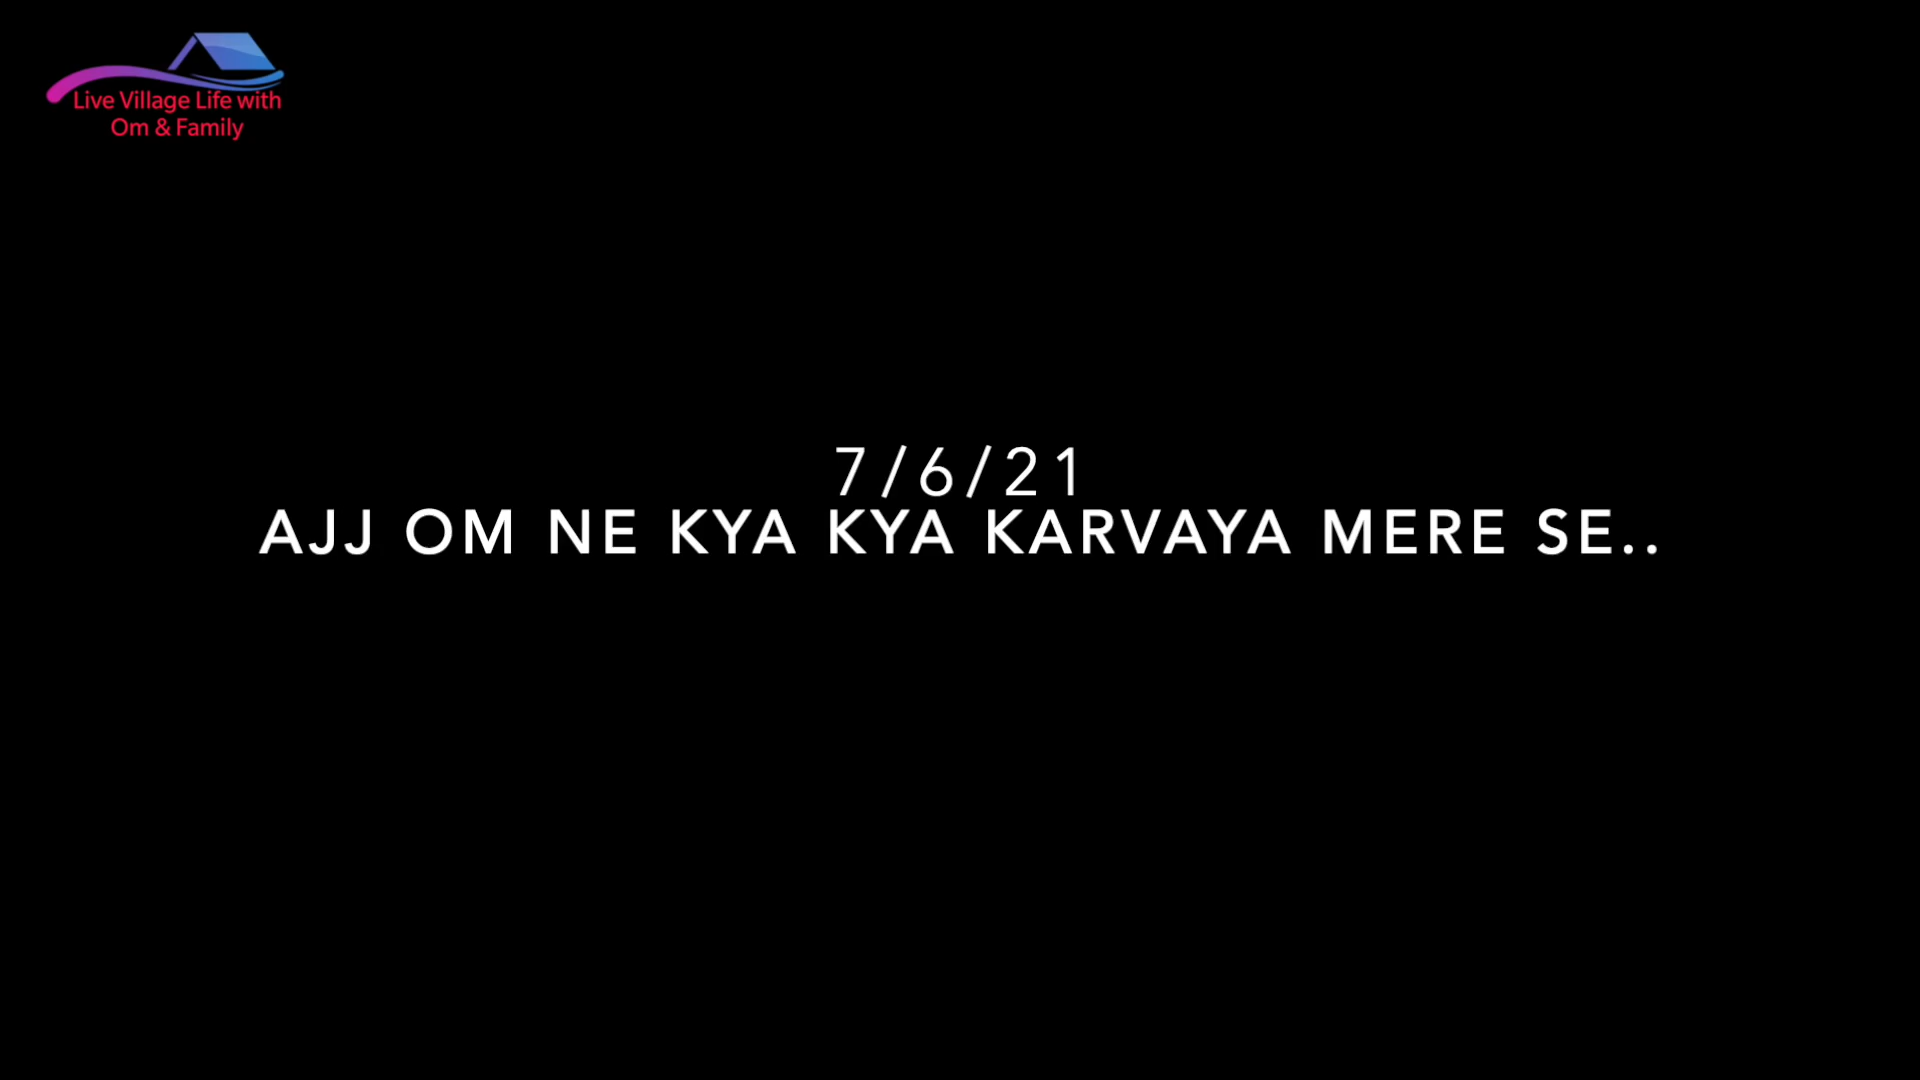 Live Village Life with
Om & Family
7/6/21
AJJ OM NE KYA KYA KARVAYA MERE SE..